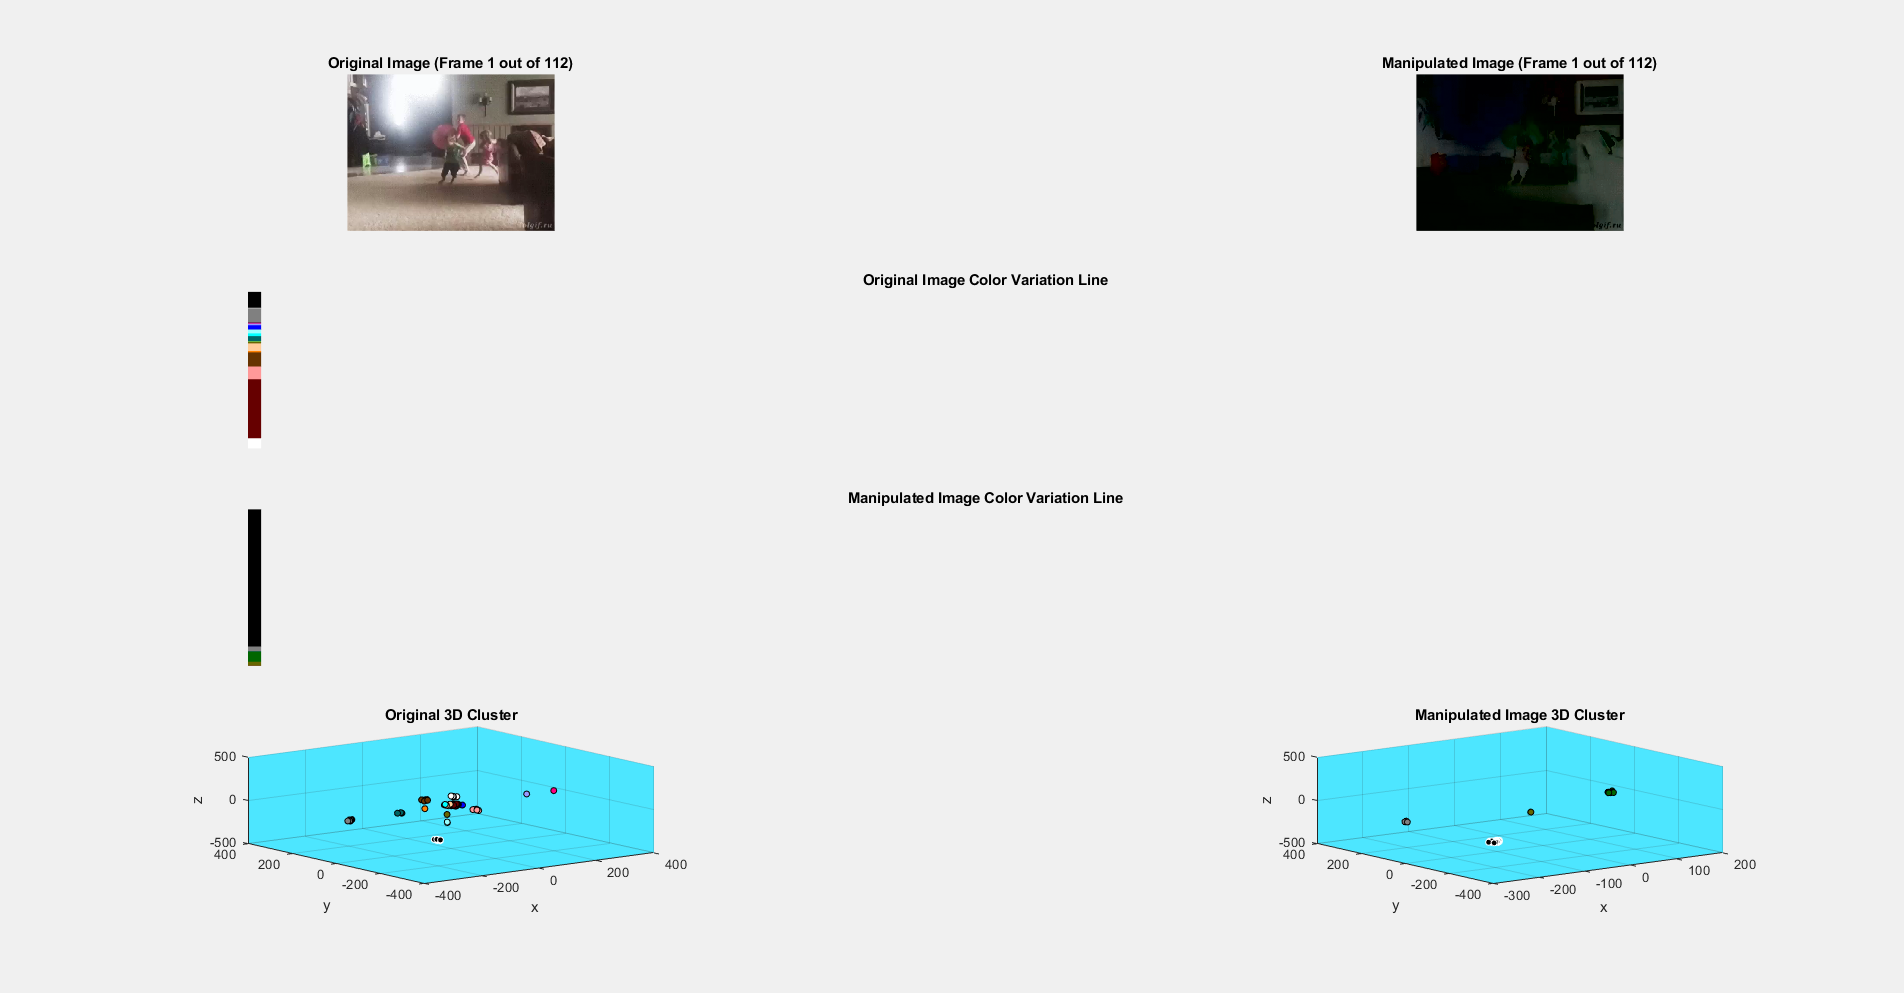 Original Image (Frame 1 out of 112)
Manipulated Image (Frame 1 out of 112)
Original Image Color Variation Line
Manipulated Image Color Variation Line
Original 3D Cluster
500
0
-500
z
400
200
0
-200
-400
y
-400
-200
0
200
400
x
Manipulated Image 3D Cluster
500
0
-500
z
400
200
0
-200
-400
y
-300
-200
-100
0
100
200
x